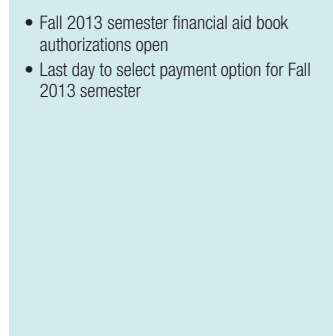 • Fall 2013 semester financial aid book
authorizations open
• Last day to select payment option for Fall
2013 semester